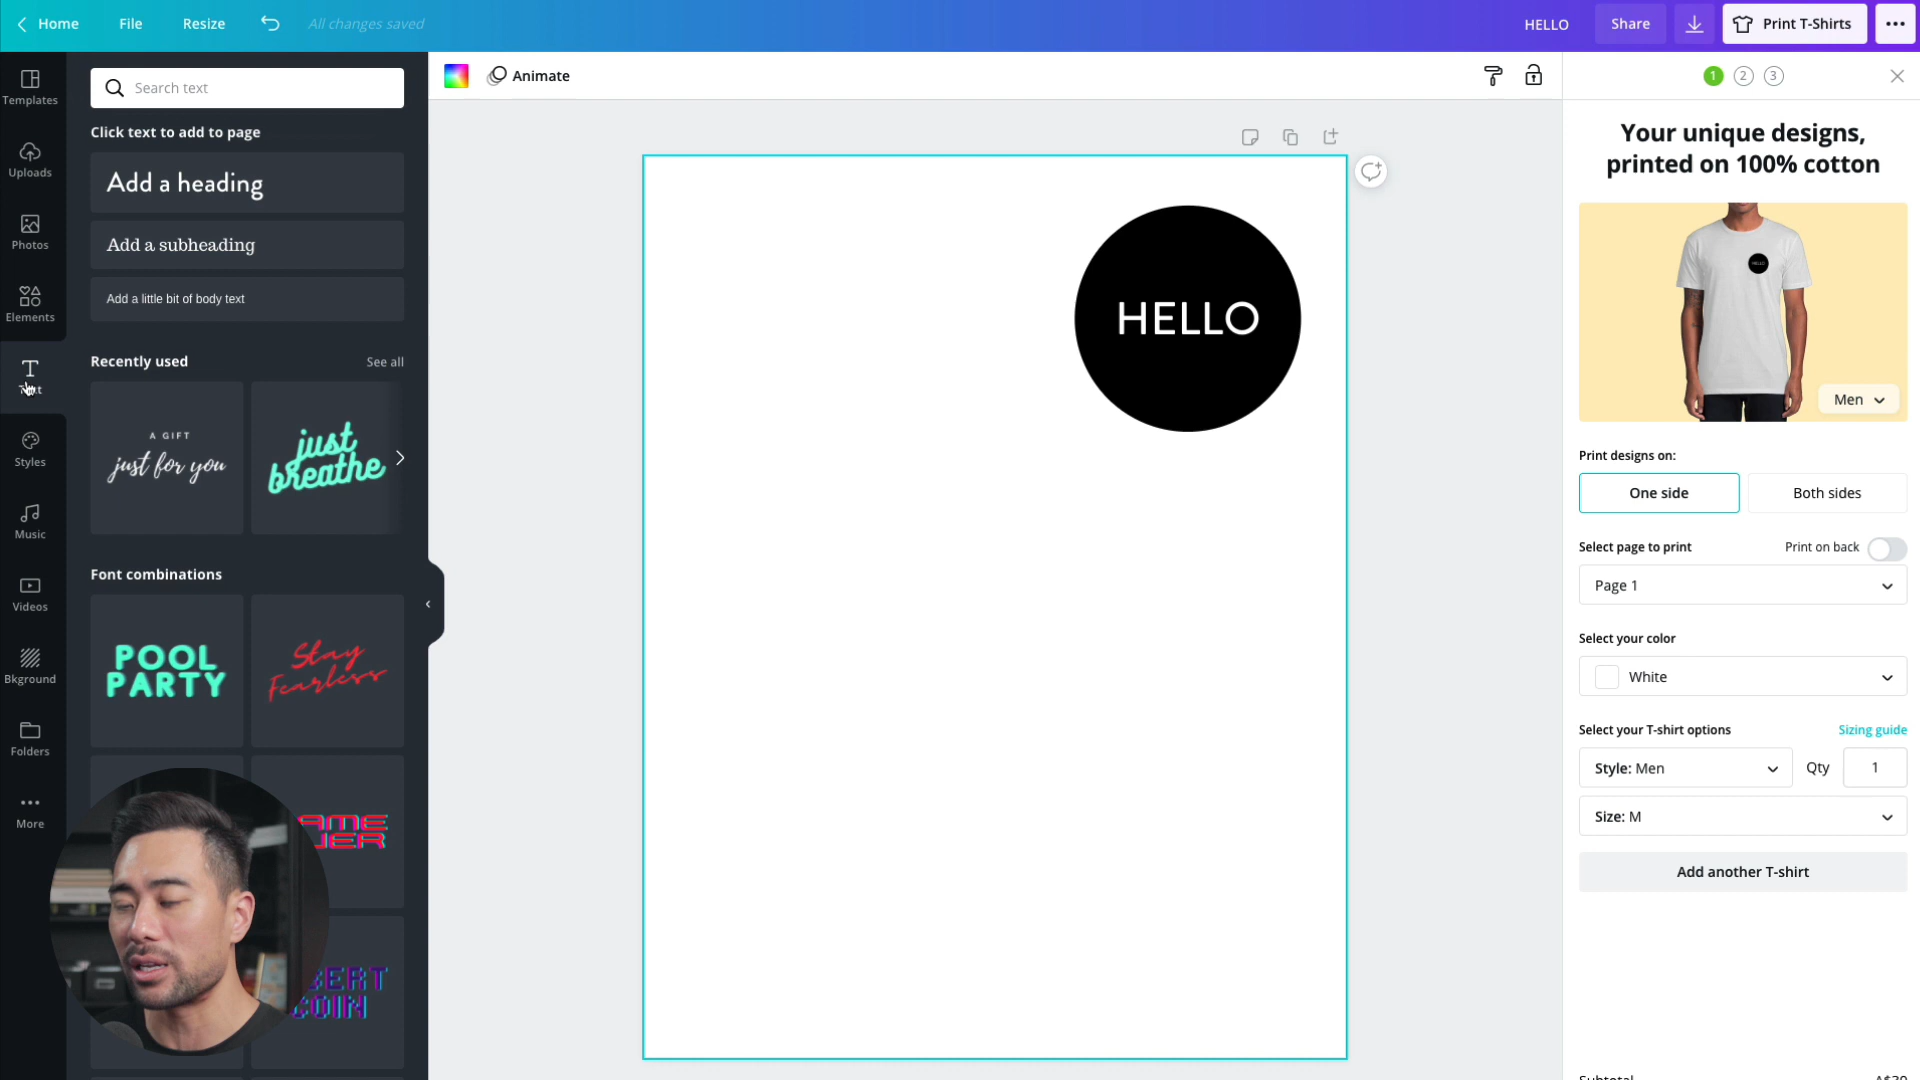 Home
File
Resize
All changes saved
HELLO
Share
Print T-Shirts
Templates
Uploads
Photos
Elements
Styles
Music
Videos
Bkground
Folders
More
Search text
Click text to add to page
Add a heading
Add a subheading
Add a little bit of body text
Recently used
See all
A GIFT
just for you
just
breathe
Font combinations
POOL
PARTY
Stay
Fearless
COIN
Animate
HELLO
1 2 3
Your unique designs,
printed on 100% cotton
HELLO
Men
Print designs on:
One side
Both sides
Select page to print
Print on back
Page 1
Select your color
White
Select your T-shirt options
Sizing guide
Style: Men
Qty
1
Size: M
Add another T-shirt